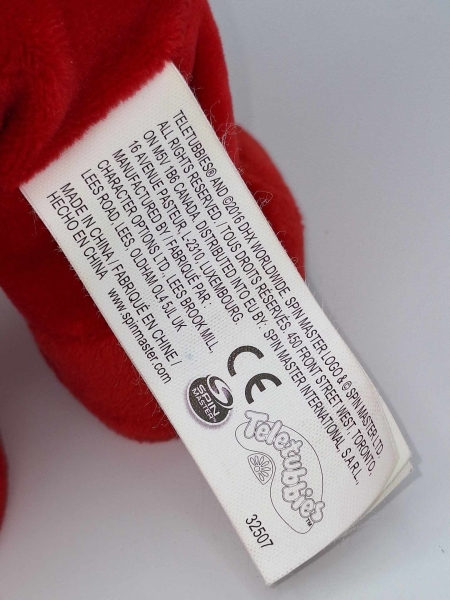 TELETUBBIES® AND ©2016 DHX WORLDWIDE. SPIN MASTER LOGO & © SPIN MASTER LTD.
ALL RIGHTS RESERVED. / TOUS DROITS RÉSERVÉS. 450 FRONT STREET WEST, TORONTO,
ON M5V 1B6 CANADA. DISTRIBUTED INTO EU BY: SPIN MASTER INTERNATIONAL, S.A.R.L.,
16 AVENUE PASTEUR, L-2310, LUXEMBOURG.
MANUFACTURED BY / FABRIQUÉ PAR :
CHARACTER OPTIONS LTD., LEES BROOK MILL,
LEES ROAD, LEES, OLDHAM OL4 5JL UK
MADE IN CHINA / FABRIQUÉ EN CHINE /
HECHO EN CHINA www.spinmaster.com
CE
SPIN
MASTER™
Teletubbies™
32507